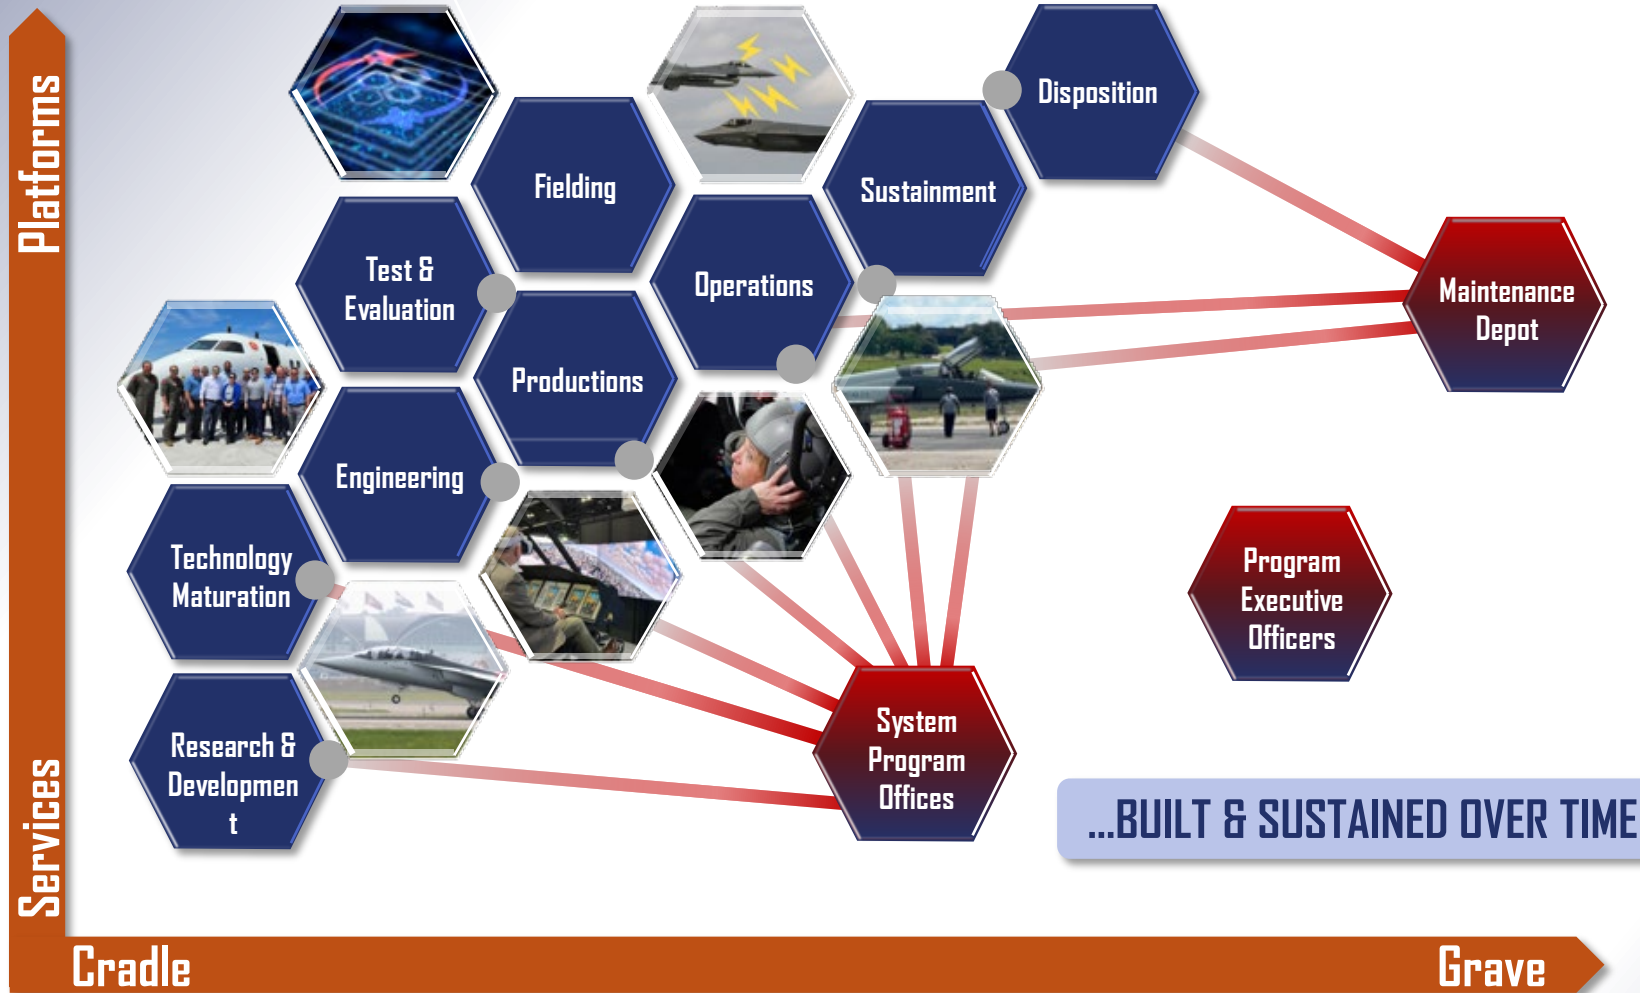 Platforms
Services
Disposition
Fielding
Sustainment
Test &
Evaluation
Operations
Maintenance
Depot
Productions
Engineering
Technology
Maturation
Program
Executive
Officers
Research &
Developmen
t
System
Program
Offices
...BUILT & SUSTAINED OVER TIME
Cradle
Grave